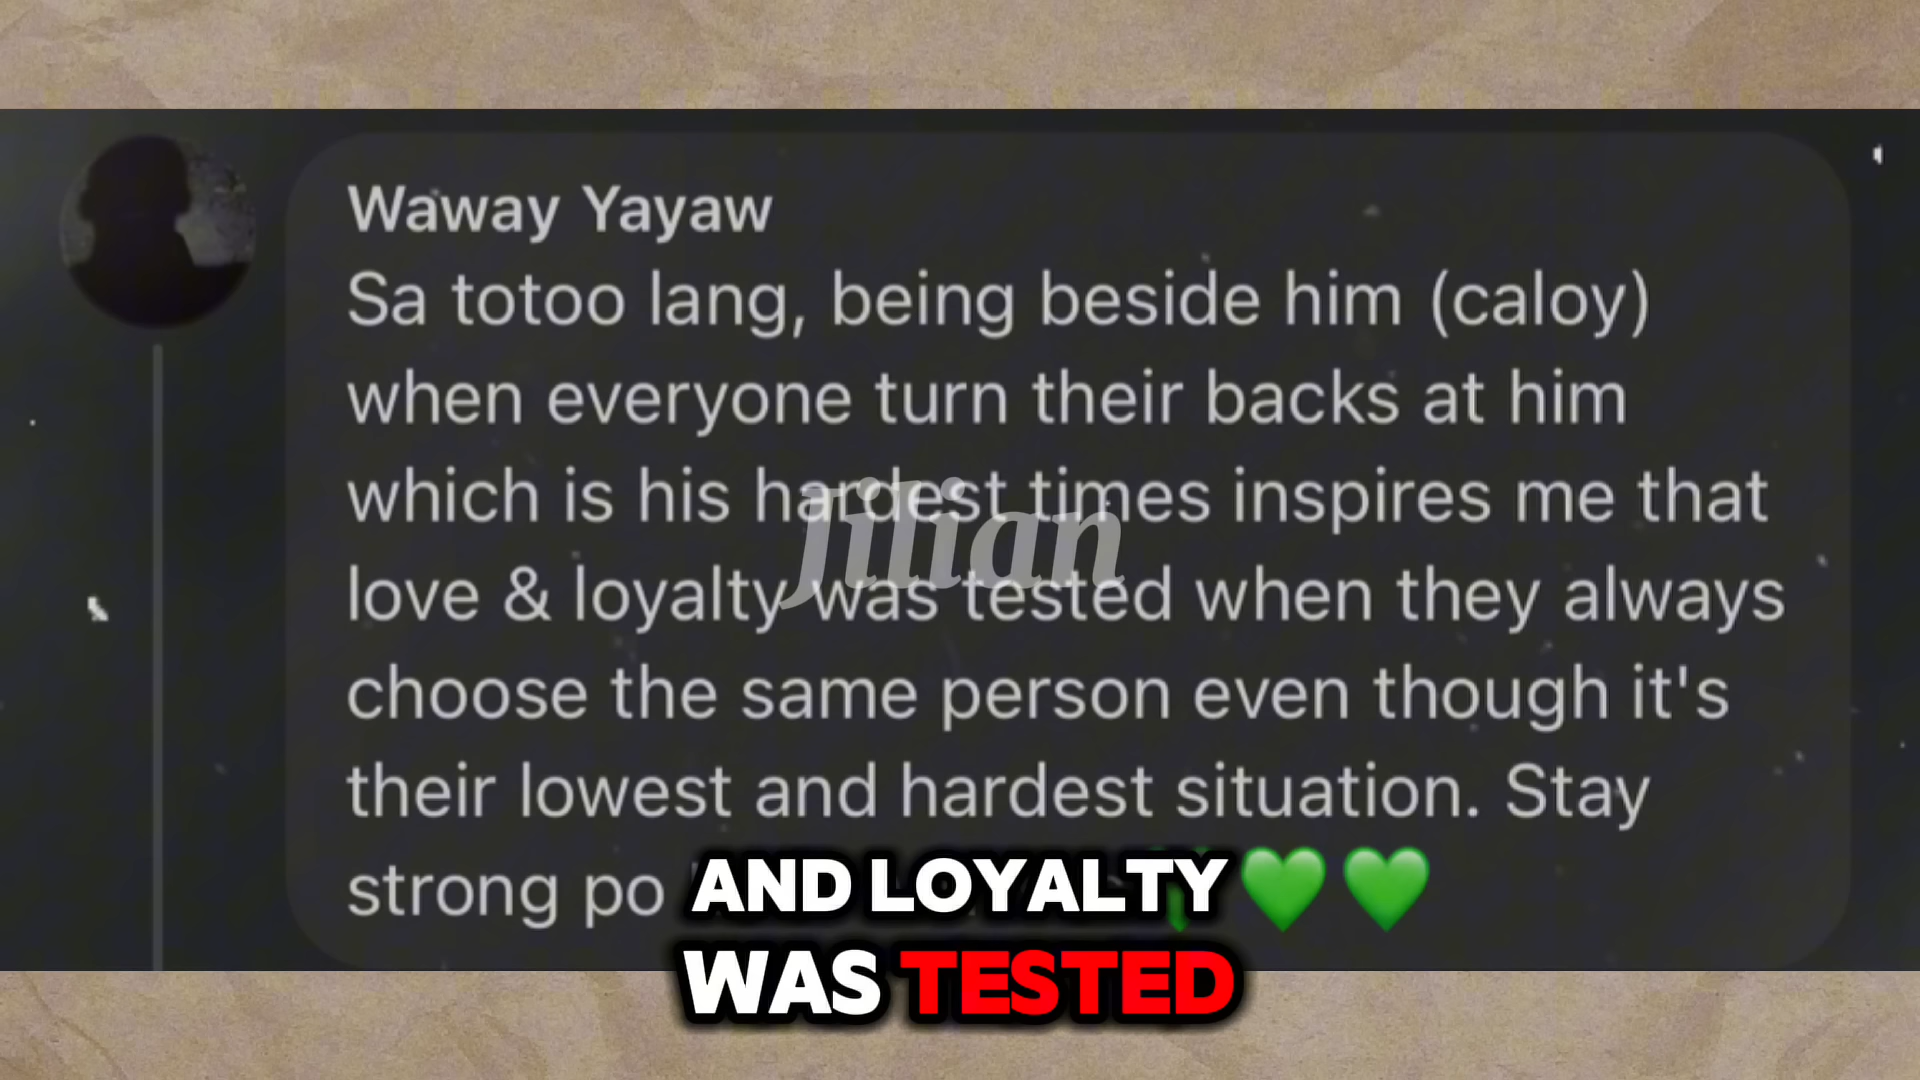 Waway Yayaw
Sa totoo lang, being beside him (caloy)
when everyone turn their backs at him
which is his hardest times inspires me that
love & loyalty was tested when they always
choose the same person even though it's
their lowest and hardest situation. Stay
strong po 💚💚
Jilian
AND LOYALTY
WAS TESTED